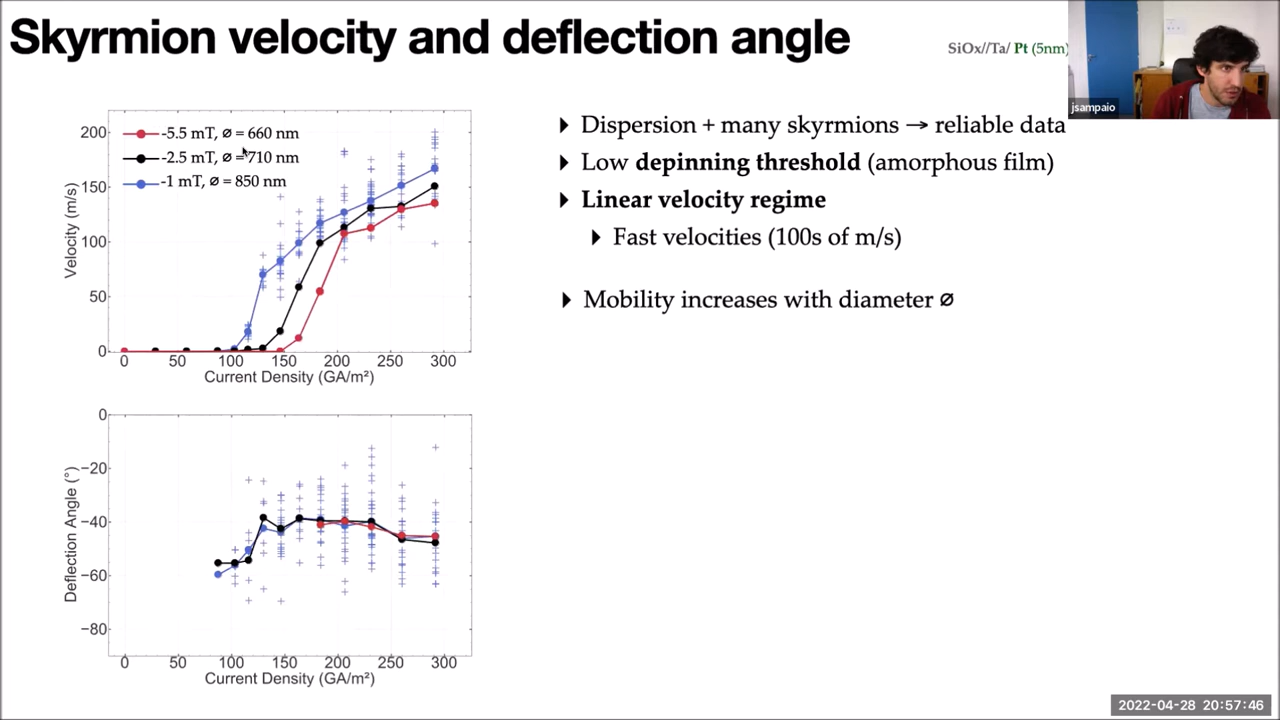 Skyrmion velocity and deflection angle
SiOx//Ta/ Pt (5nm)
jsampaio
-5.5 mT, ⌀ = 660 nm
-2.5 mT, ⌀ = 710 nm
-1 mT, ⌀ = 850 nm
Velocity (m/s)
200
150
100
50
0
0 50 100 150 200 250 300
Current Density (GA/m²)
Dispersion + many skyrmions → reliable data
Low depinning threshold (amorphous film)
Linear velocity regime
Fast velocities (100s of m/s)
Mobility increases with diameter ⌀
Deflection Angle (°)
0
−20
−40
−60
−80
0 50 100 150 200 250 300
Current Density (GA/m²)
2022-04-28 20:57:46